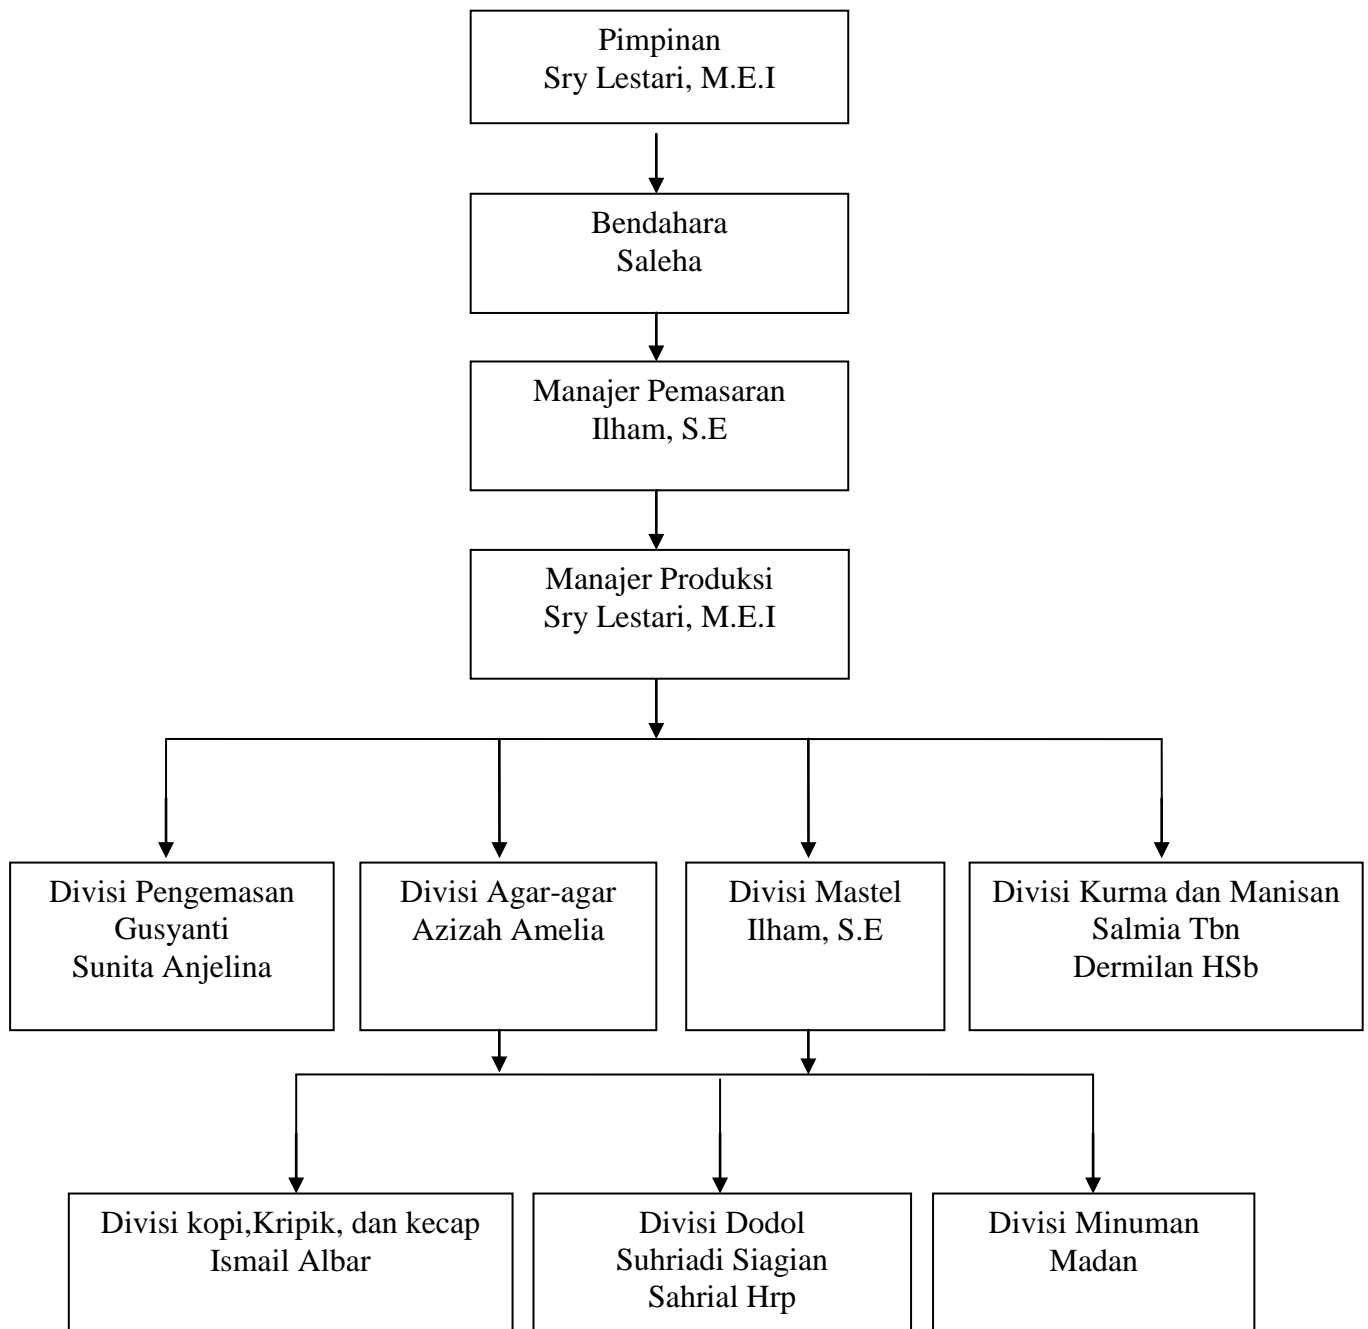 Pimpinan
Sry Lestari, M.E.I
Bendahara
Saleha
Manajer Pemasaran
Ilham, S.E
Manajer Produksi
Sry Lestari, M.E.I
Divisi Pengemasan
Gusyanti
Sunita Anjelina
Divisi Agar-agar
Azizah Amelia
Divisi Mastel
Ilham, S.E
Divisi Kurma dan Manisan
Salmia Tbn
Dermilan HSb
Divisi kopi,Kripik, dan kecap
Ismail Albar
Divisi Dodol
Suhriadi Siagian
Sahrial Hrp
Divisi Minuman
Madan